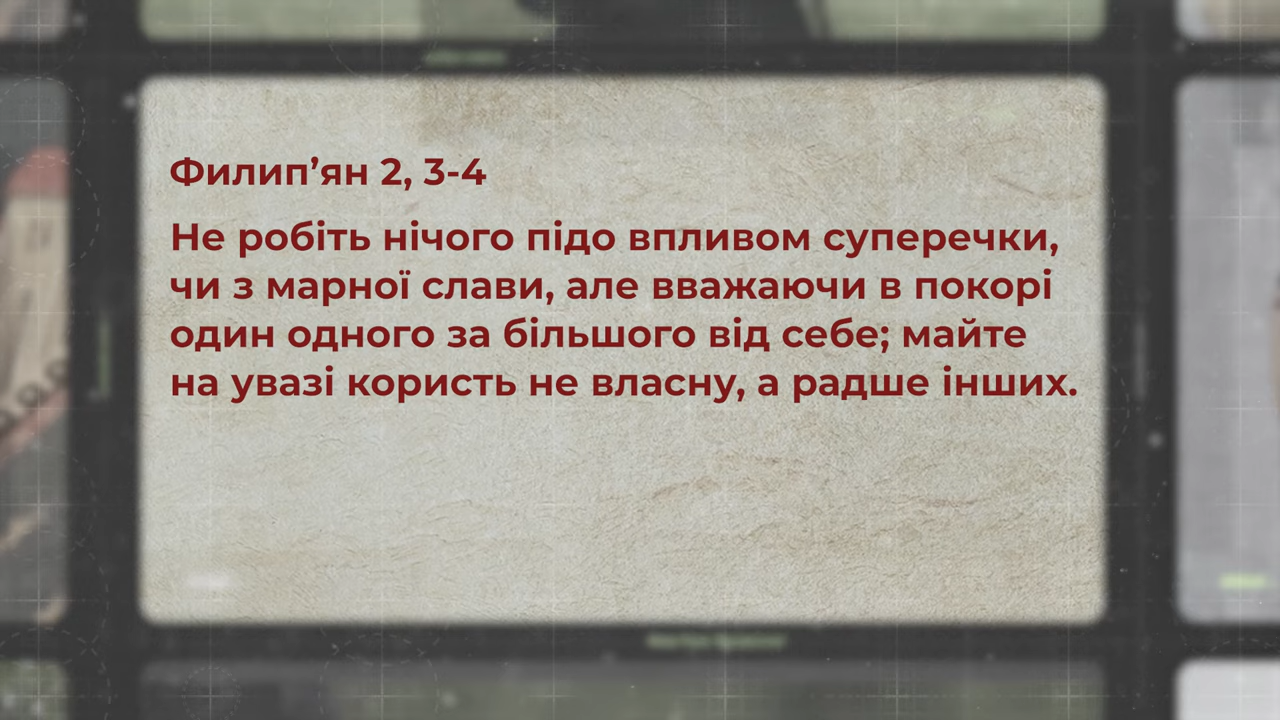 Филип’ян 2, 3-4
Не робіть нічого підо впливом суперечки,
чи з марної слави, але вважаючи в покорі
один одного за більшого від себе; майте
на увазі користь не власну, а радше інших.